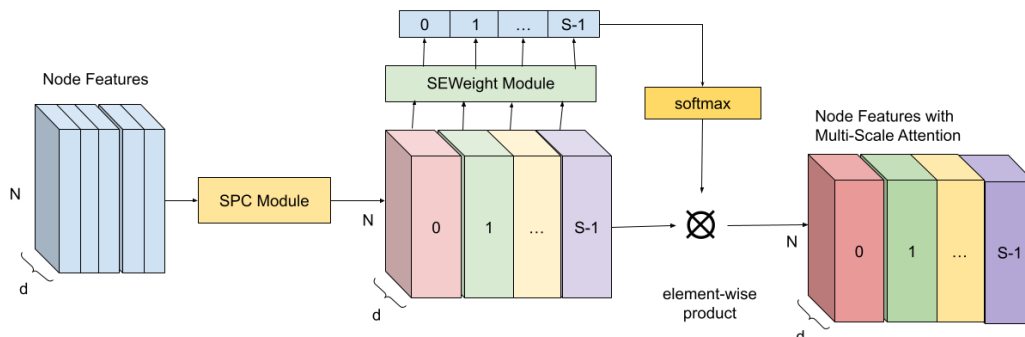 0 1 … S-1
Node Features
SEWeight Module
softmax
Node Features with
Multi-Scale Attention
N
SPC Module
N
0 1 … S-1
N
0 1 … S-1
d
d
element-wise
product
d